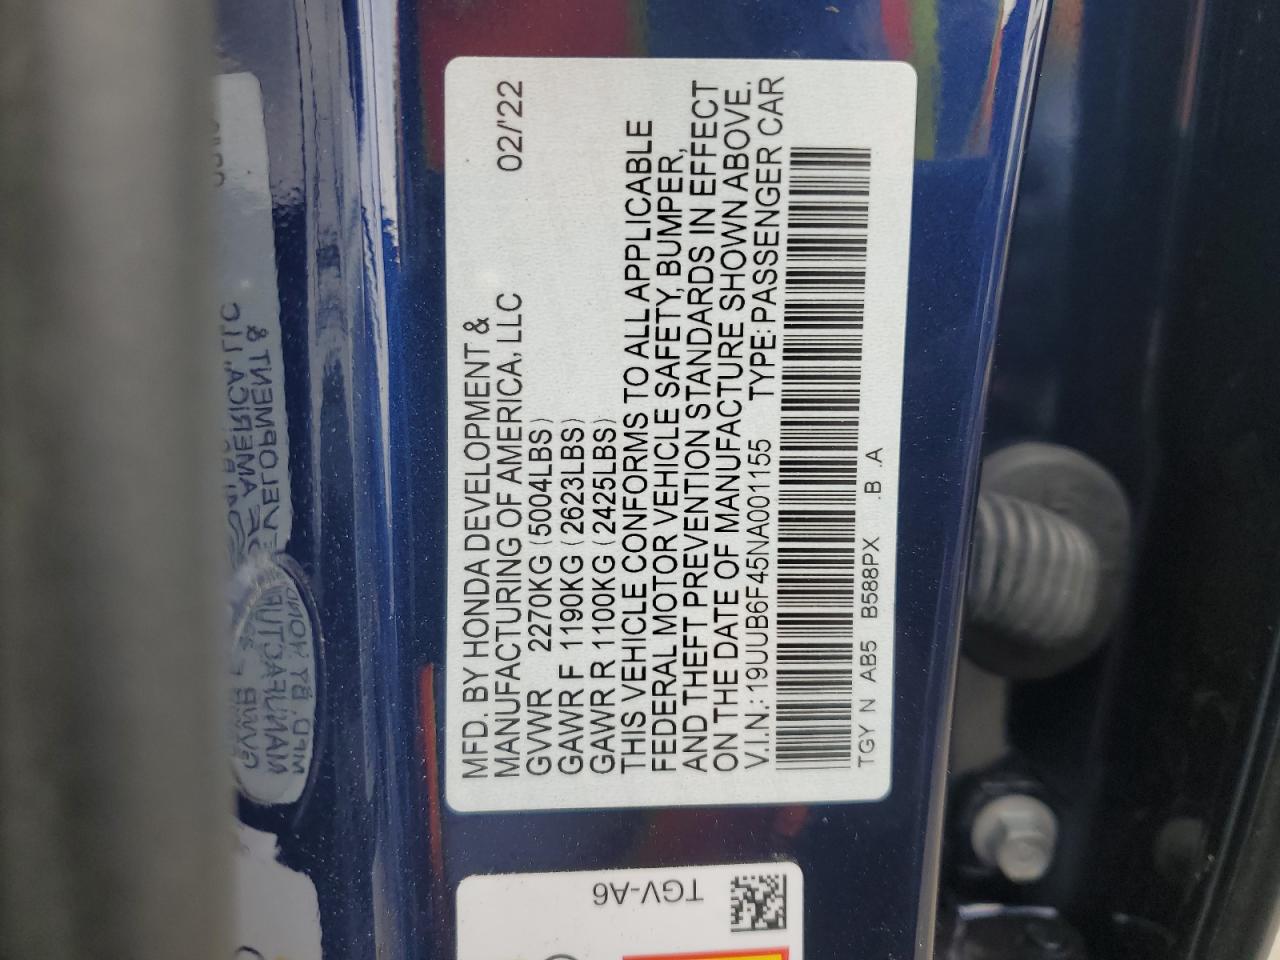 MFD. BY HONDA DEVELOPMENT &
MANUFACTURING OF AMERICA, LLC 02/'22
GVWR 2270KG (5004LBS)
GAWR F 1190KG (2623LBS)
GAWR R 1100KG (2425LBS)
THIS VEHICLE CONFORMS TO ALL APPLICABLE
FEDERAL MOTOR VEHICLE SAFETY, BUMPER,
AND THEFT PREVENTION STANDARDS IN EFFECT
ON THE DATE OF MANUFACTURE SHOWN ABOVE.
V.I.N.: 19UUB6F45NA001155 TYPE: PASSENGER CAR
TGY N AB5 B588PX .B .A
TGV-A6